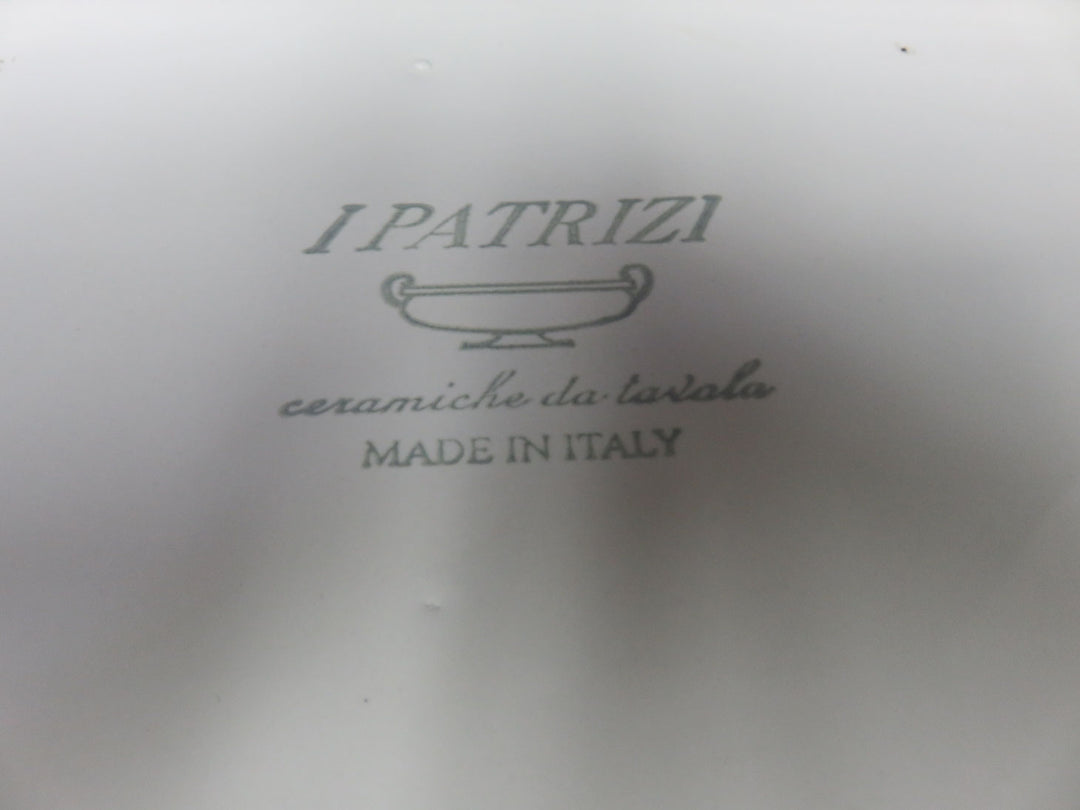 I PATRIZI
ceramiche da tavola
MADE IN ITALY